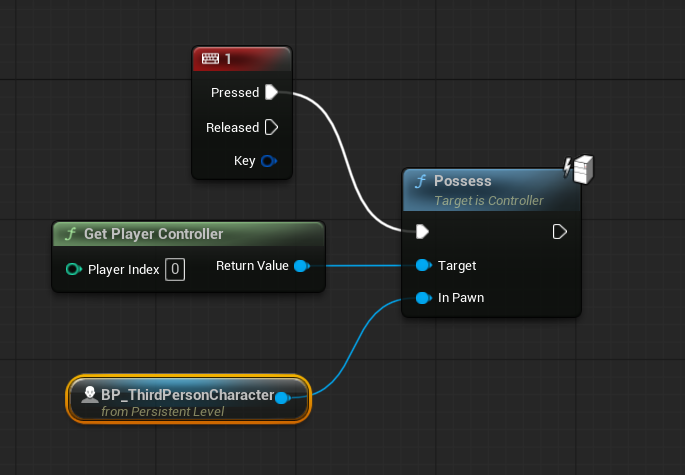 1
Pressed
Released
Key
Possess
Target is Controller
Get Player Controller
Player Index 0
Return Value
Target
In Pawn
BP_ThirdPersonCharacter
from Persistent Level